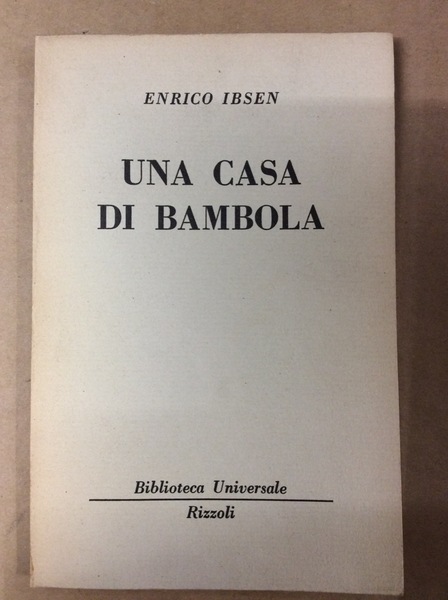 ENRICO IBSEN
UNA CASA
DI BAMBOLA
Biblioteca Universale
Rizzoli